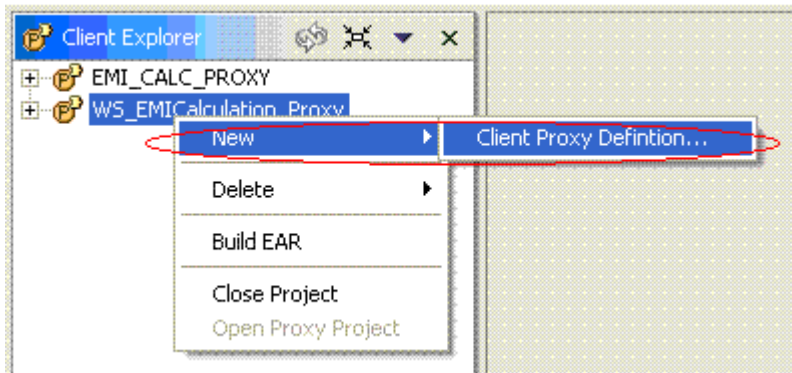 Client Explorer
EMI_CALC_PROXY
WS_EMICalculation_Proxy
New
Client Proxy Defintion...
Delete
Build EAR
Close Project
Open Proxy Project